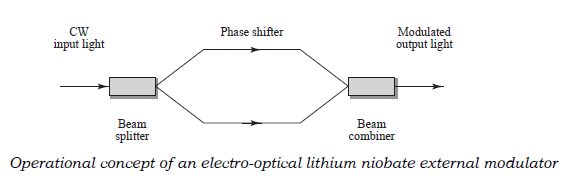 CW
input light
Phase shifter
Modulated
output light
Beam
splitter
Beam
combiner
Operational concept of an electro-optical lithium niobate external modulator